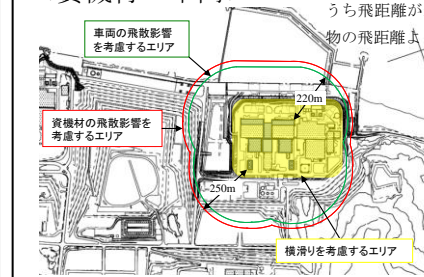 うち飛距離が
物の飛距離よ
車両の飛散影響
を考慮するエリア
220m
資機材の飛散影響を
考慮するエリア
250m
横滑りを考慮するエリア